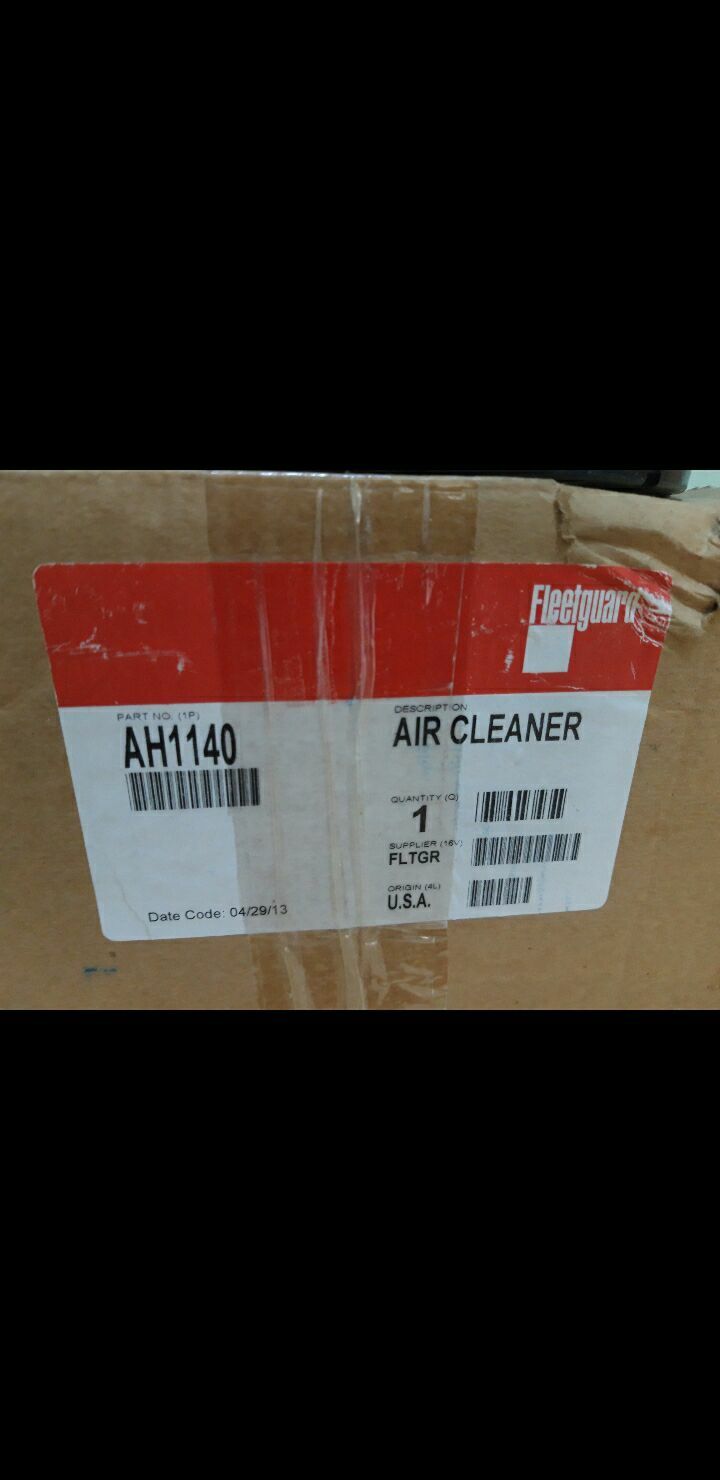 Fleetguard
PART NO. (1P)
AH1140
DESCRIPTION
AIR CLEANER
QUANTITY (Q)
1
SUPPLIER (16V)
FLTGR
ORIGIN (4L)
U.S.A.
Date Code: 04/29/13